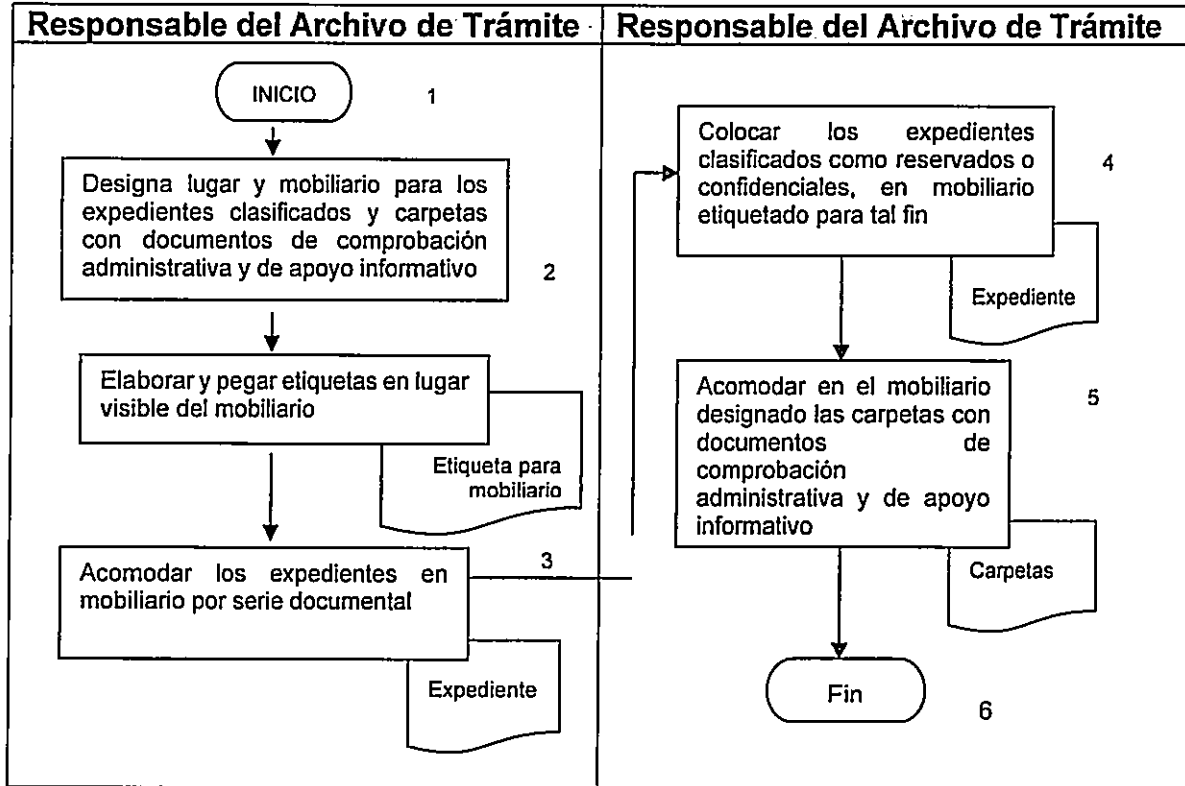 Responsable del Archivo de Trámite
INICIO
1
Designa lugar y mobiliario para los
expedientes clasificados y carpetas
con documentos de comprobación
administrativa y de apoyo informativo
2
Elaborar y pegar etiquetas en lugar
visible del mobiliario
Etiqueta para
mobiliario
Acomodar los expedientes en
mobiliario por serie documental
3
Expediente
Responsable del Archivo de Trámite
Colocar los expedientes
clasificados como reservados o
confidenciales, en mobiliario
etiquetado para tal fin
4
Expediente
Acomodar en el mobiliario
designado las carpetas con
documentos de
comprobación
administrativa y de apoyo
informativo
5
Carpetas
Fin
6